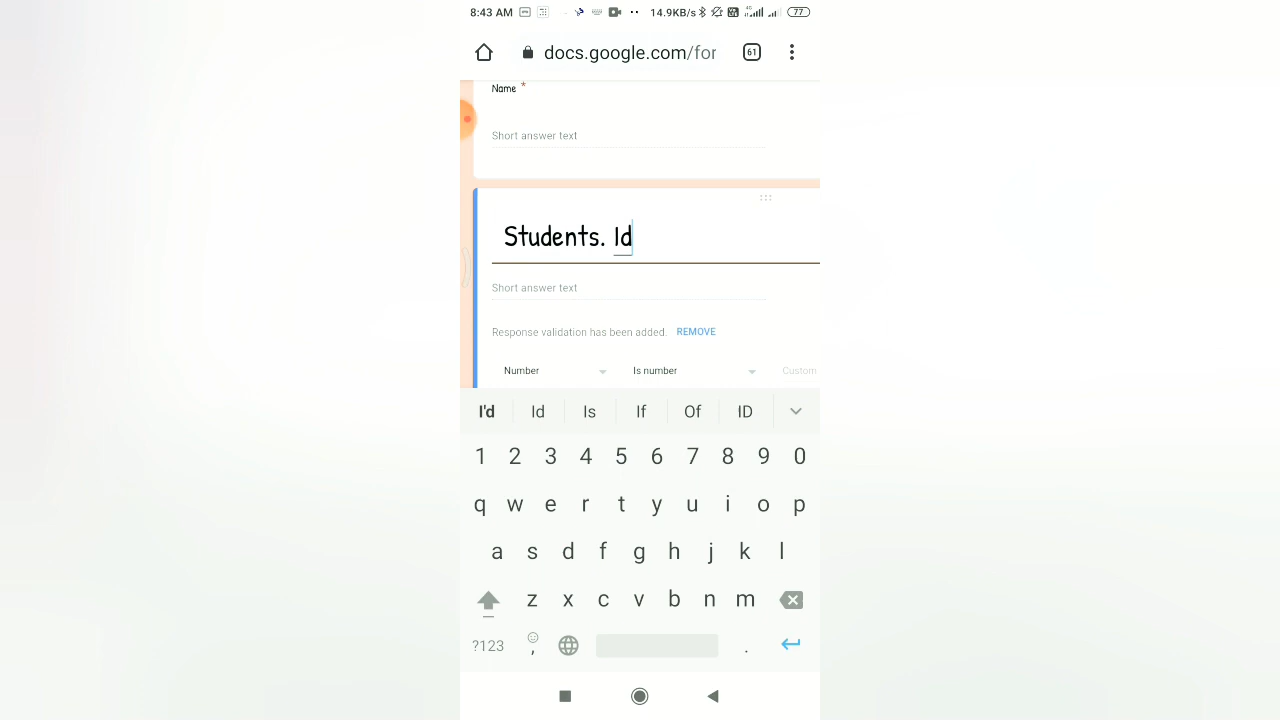 8:43 AM 14.9KB/s 4G 77
docs.google.com/for 61
Name *
Short answer text
Students. Id
Short answer text
Response validation has been added. REMOVE
Number Is number Custom
I'd Id Is If Of ID
1 2 3 4 5 6 7 8 9 0
q w e r t y u i o p
a s d f g h j k l
z x c v b n m
?123 , .